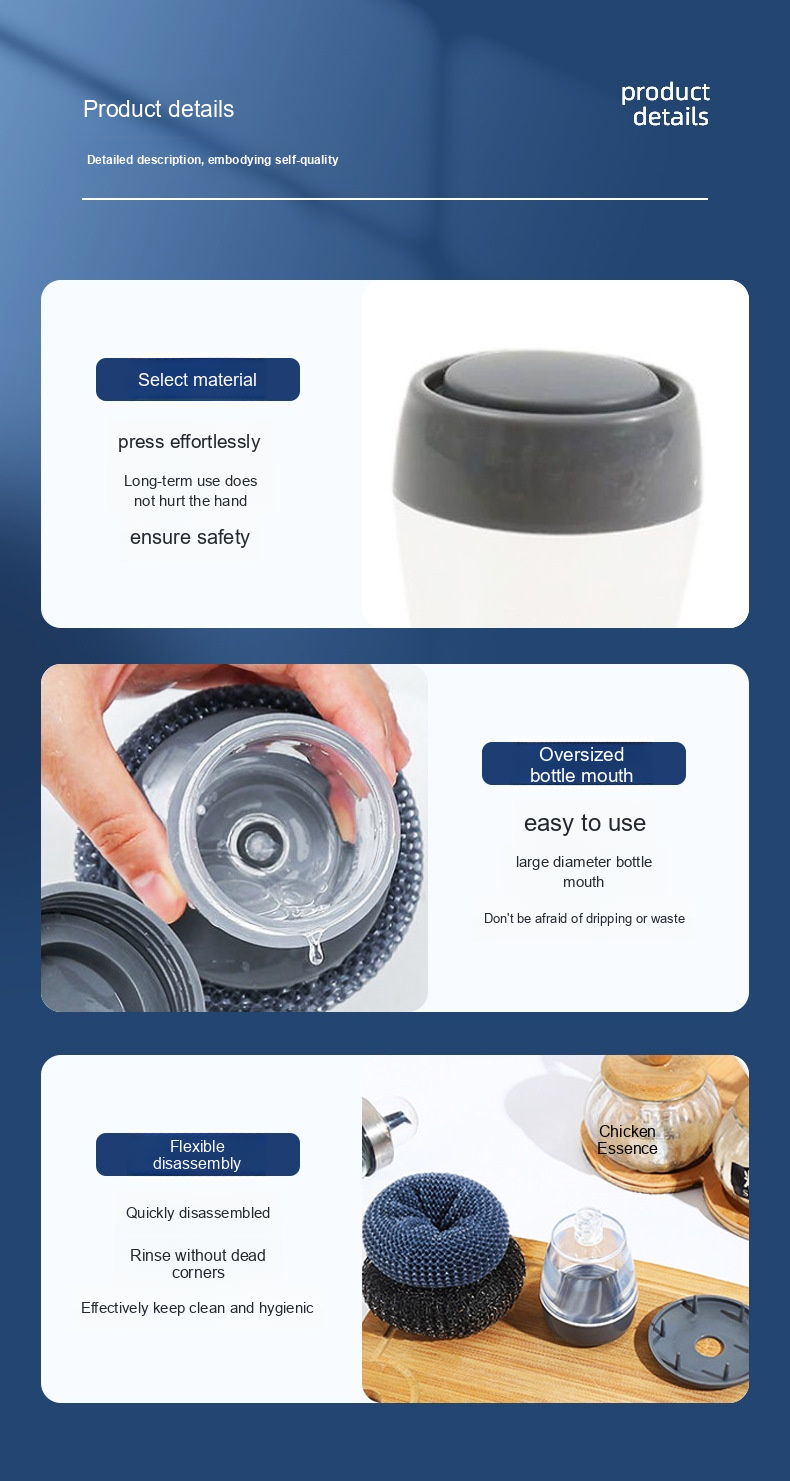 Product details
product
details
Detailed description, embodying self-quality
Select material
press effortlessly
Long-term use does
not hurt the hand
ensure safety
Oversized
bottle mouth
easy to use
large diameter bottle
mouth
Don't be afraid of dripping or waste
Flexible
disassembly
Quickly disassembled
Rinse without dead
corners
Effectively keep clean and hygienic
Chicken
Essence